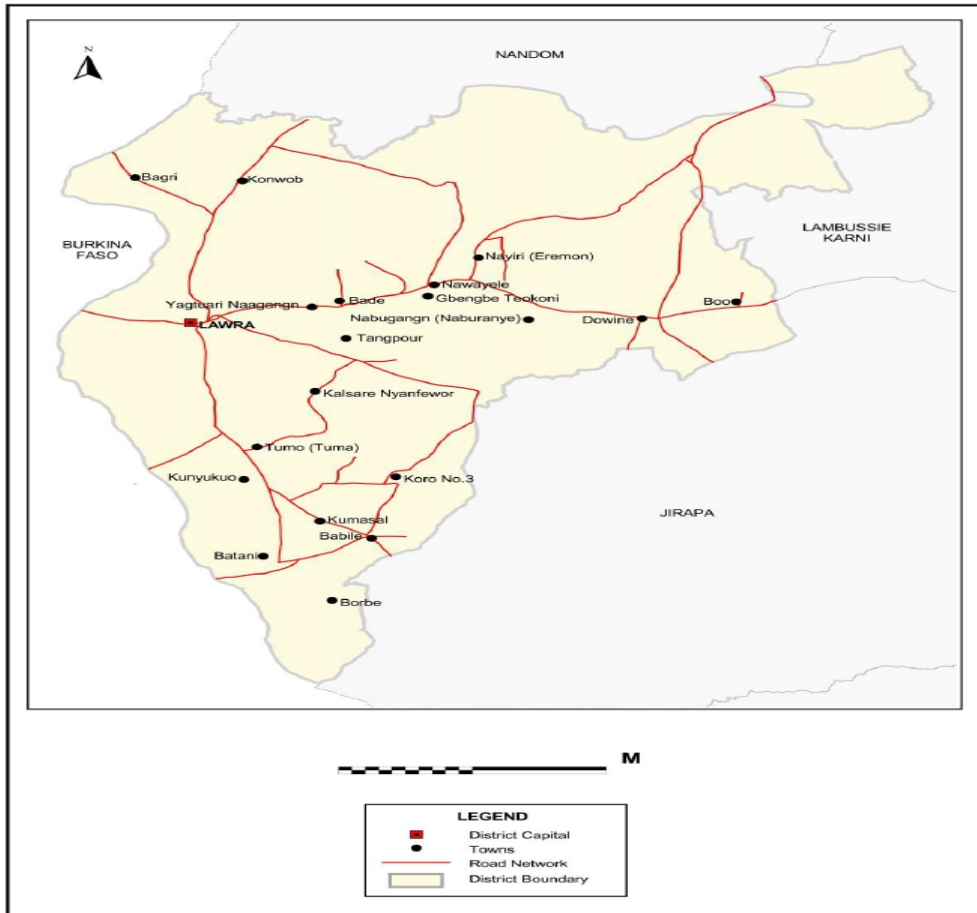 N
NANDOM
Bagri
Konwob
LAMBUSSIE
KARNI
BURKINA
FASO
Nayiri (Eremon)
Nawayele
Gbengbe Teokoni
Bade
Yagtuari Naagangn
Boo
Nabugangn (Naburanye)
Dowine
LAWRA
Tangpour
Kalsare Nyanfewor
Tumo (Tuma)
Kunyukuo
Koro No.3
JIRAPA
Kumasal
Babile
Batani
Borbe
M
LEGEND
District Capital
Towns
Road Network
District Boundary